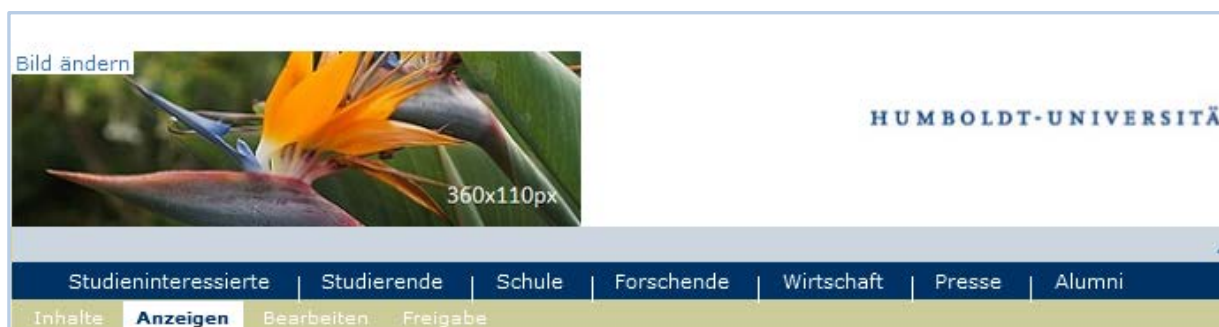 Bild ändern
HUMBOLDT-UNIVERSITÄ
360x110px
Studieninteressierte | Studierende | Schule | Forschende | Wirtschaft | Presse | Alumni
Inhalte Anzeigen Bearbeiten Freigabe